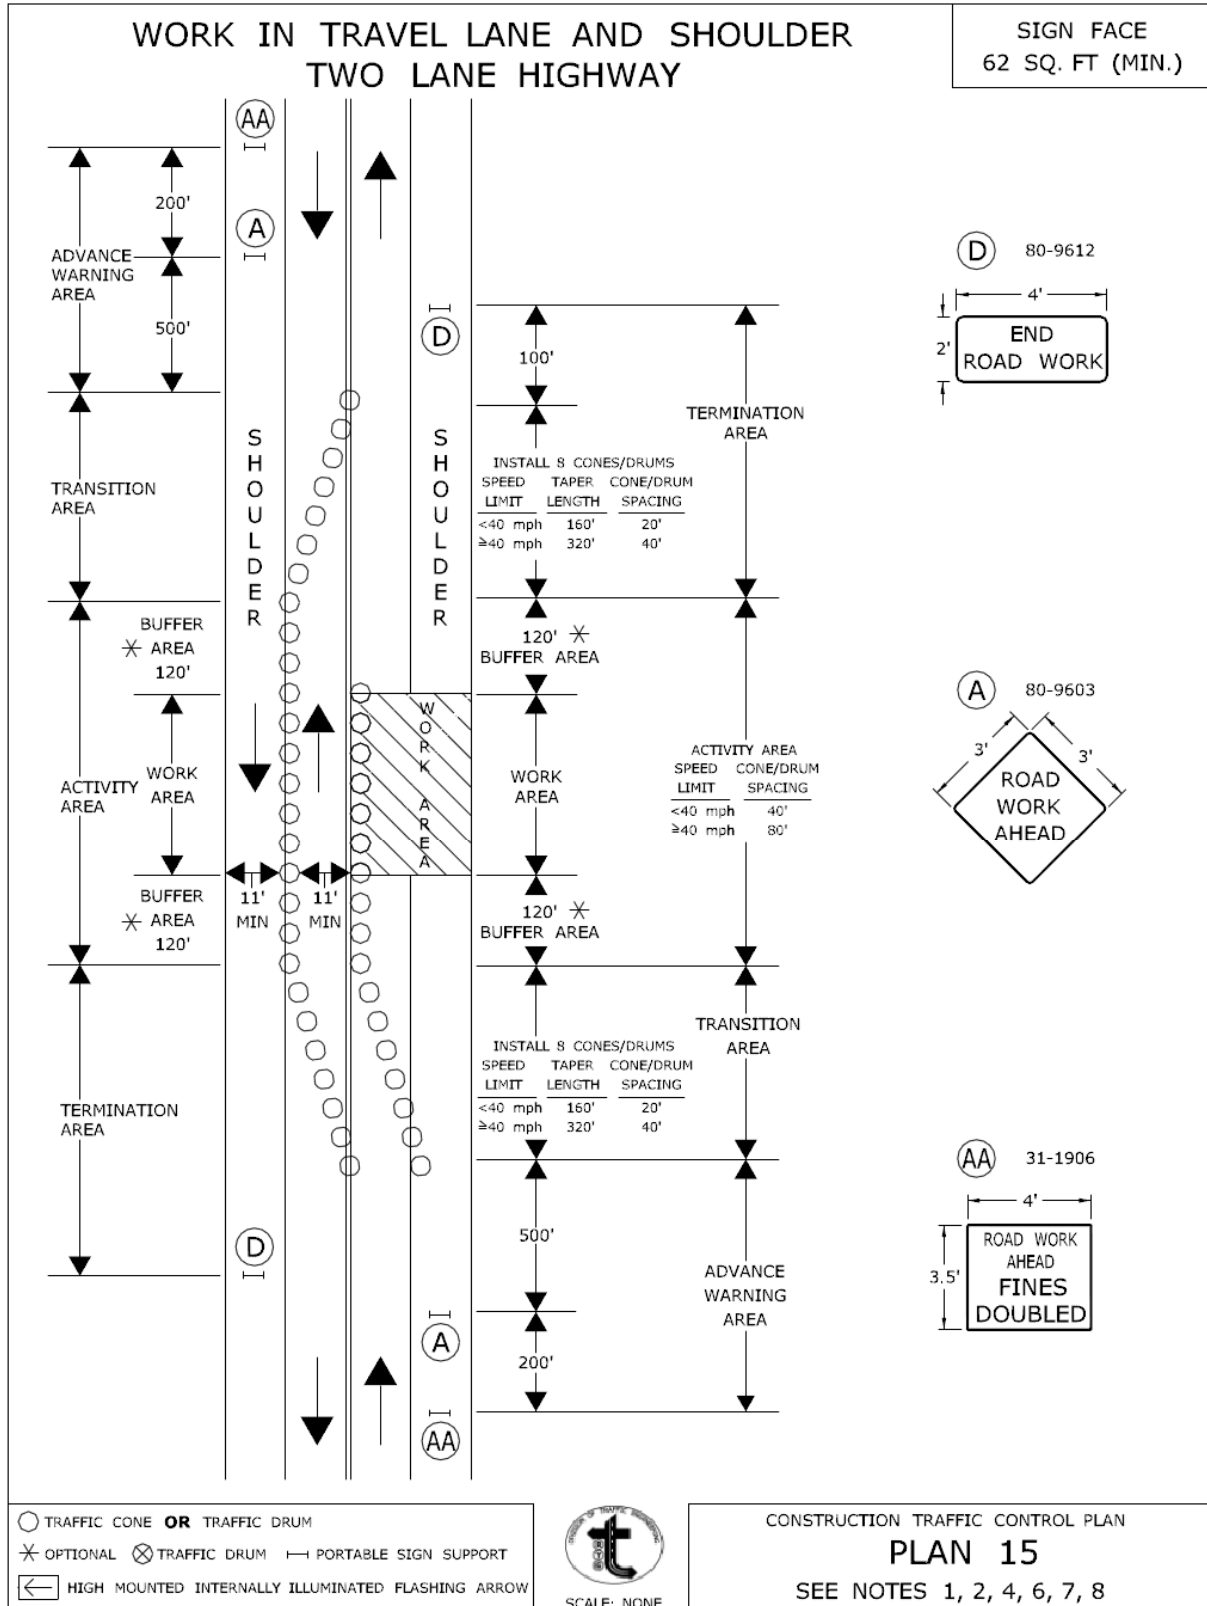 WORK IN TRAVEL LANE AND SHOULDER
TWO LANE HIGHWAY
SIGN FACE
62 SQ. FT (MIN.)
AA
200'
A
ADVANCE
WARNING
AREA
500'
D
100'
TERMINATION
AREA
SHOULDER
SHOULDER
INSTALL 8 CONES/DRUMS
SPEED TAPER CONE/DRUM
LIMIT LENGTH SPACING
<40 mph 160' 20'
≥40 mph 320' 40'
TRANSITION
AREA
BUFFER
* AREA
120'
120' *
BUFFER AREA
WORK AREA
ACTIVITY
AREA
WORK
AREA
WORK
AREA
ACTIVITY AREA
SPEED CONE/DRUM
LIMIT SPACING
<40 mph 40'
≥40 mph 80'
BUFFER
* AREA
120'
11'
MIN
11'
MIN
120' *
BUFFER AREA
TRANSITION
AREA
INSTALL 8 CONES/DRUMS
SPEED TAPER CONE/DRUM
LIMIT LENGTH SPACING
<40 mph 160' 20'
≥40 mph 320' 40'
TERMINATION
AREA
D
500'
ADVANCE
WARNING
AREA
A
200'
AA
D 80-9612
4'
2'
END
ROAD WORK
A 80-9603
3'
3'
ROAD
WORK
AHEAD
AA 31-1906
4'
3.5'
ROAD WORK
AHEAD
FINES
DOUBLED
TRAFFIC CONE OR TRAFFIC DRUM
* OPTIONAL TRAFFIC DRUM PORTABLE SIGN SUPPORT
HIGH MOUNTED INTERNALLY ILLUMINATED FLASHING ARROW
DIVISION OF TRAFFIC ENGINEERING
SCALE: NONE
CONSTRUCTION TRAFFIC CONTROL PLAN
PLAN 15
SEE NOTES 1, 2, 4, 6, 7, 8